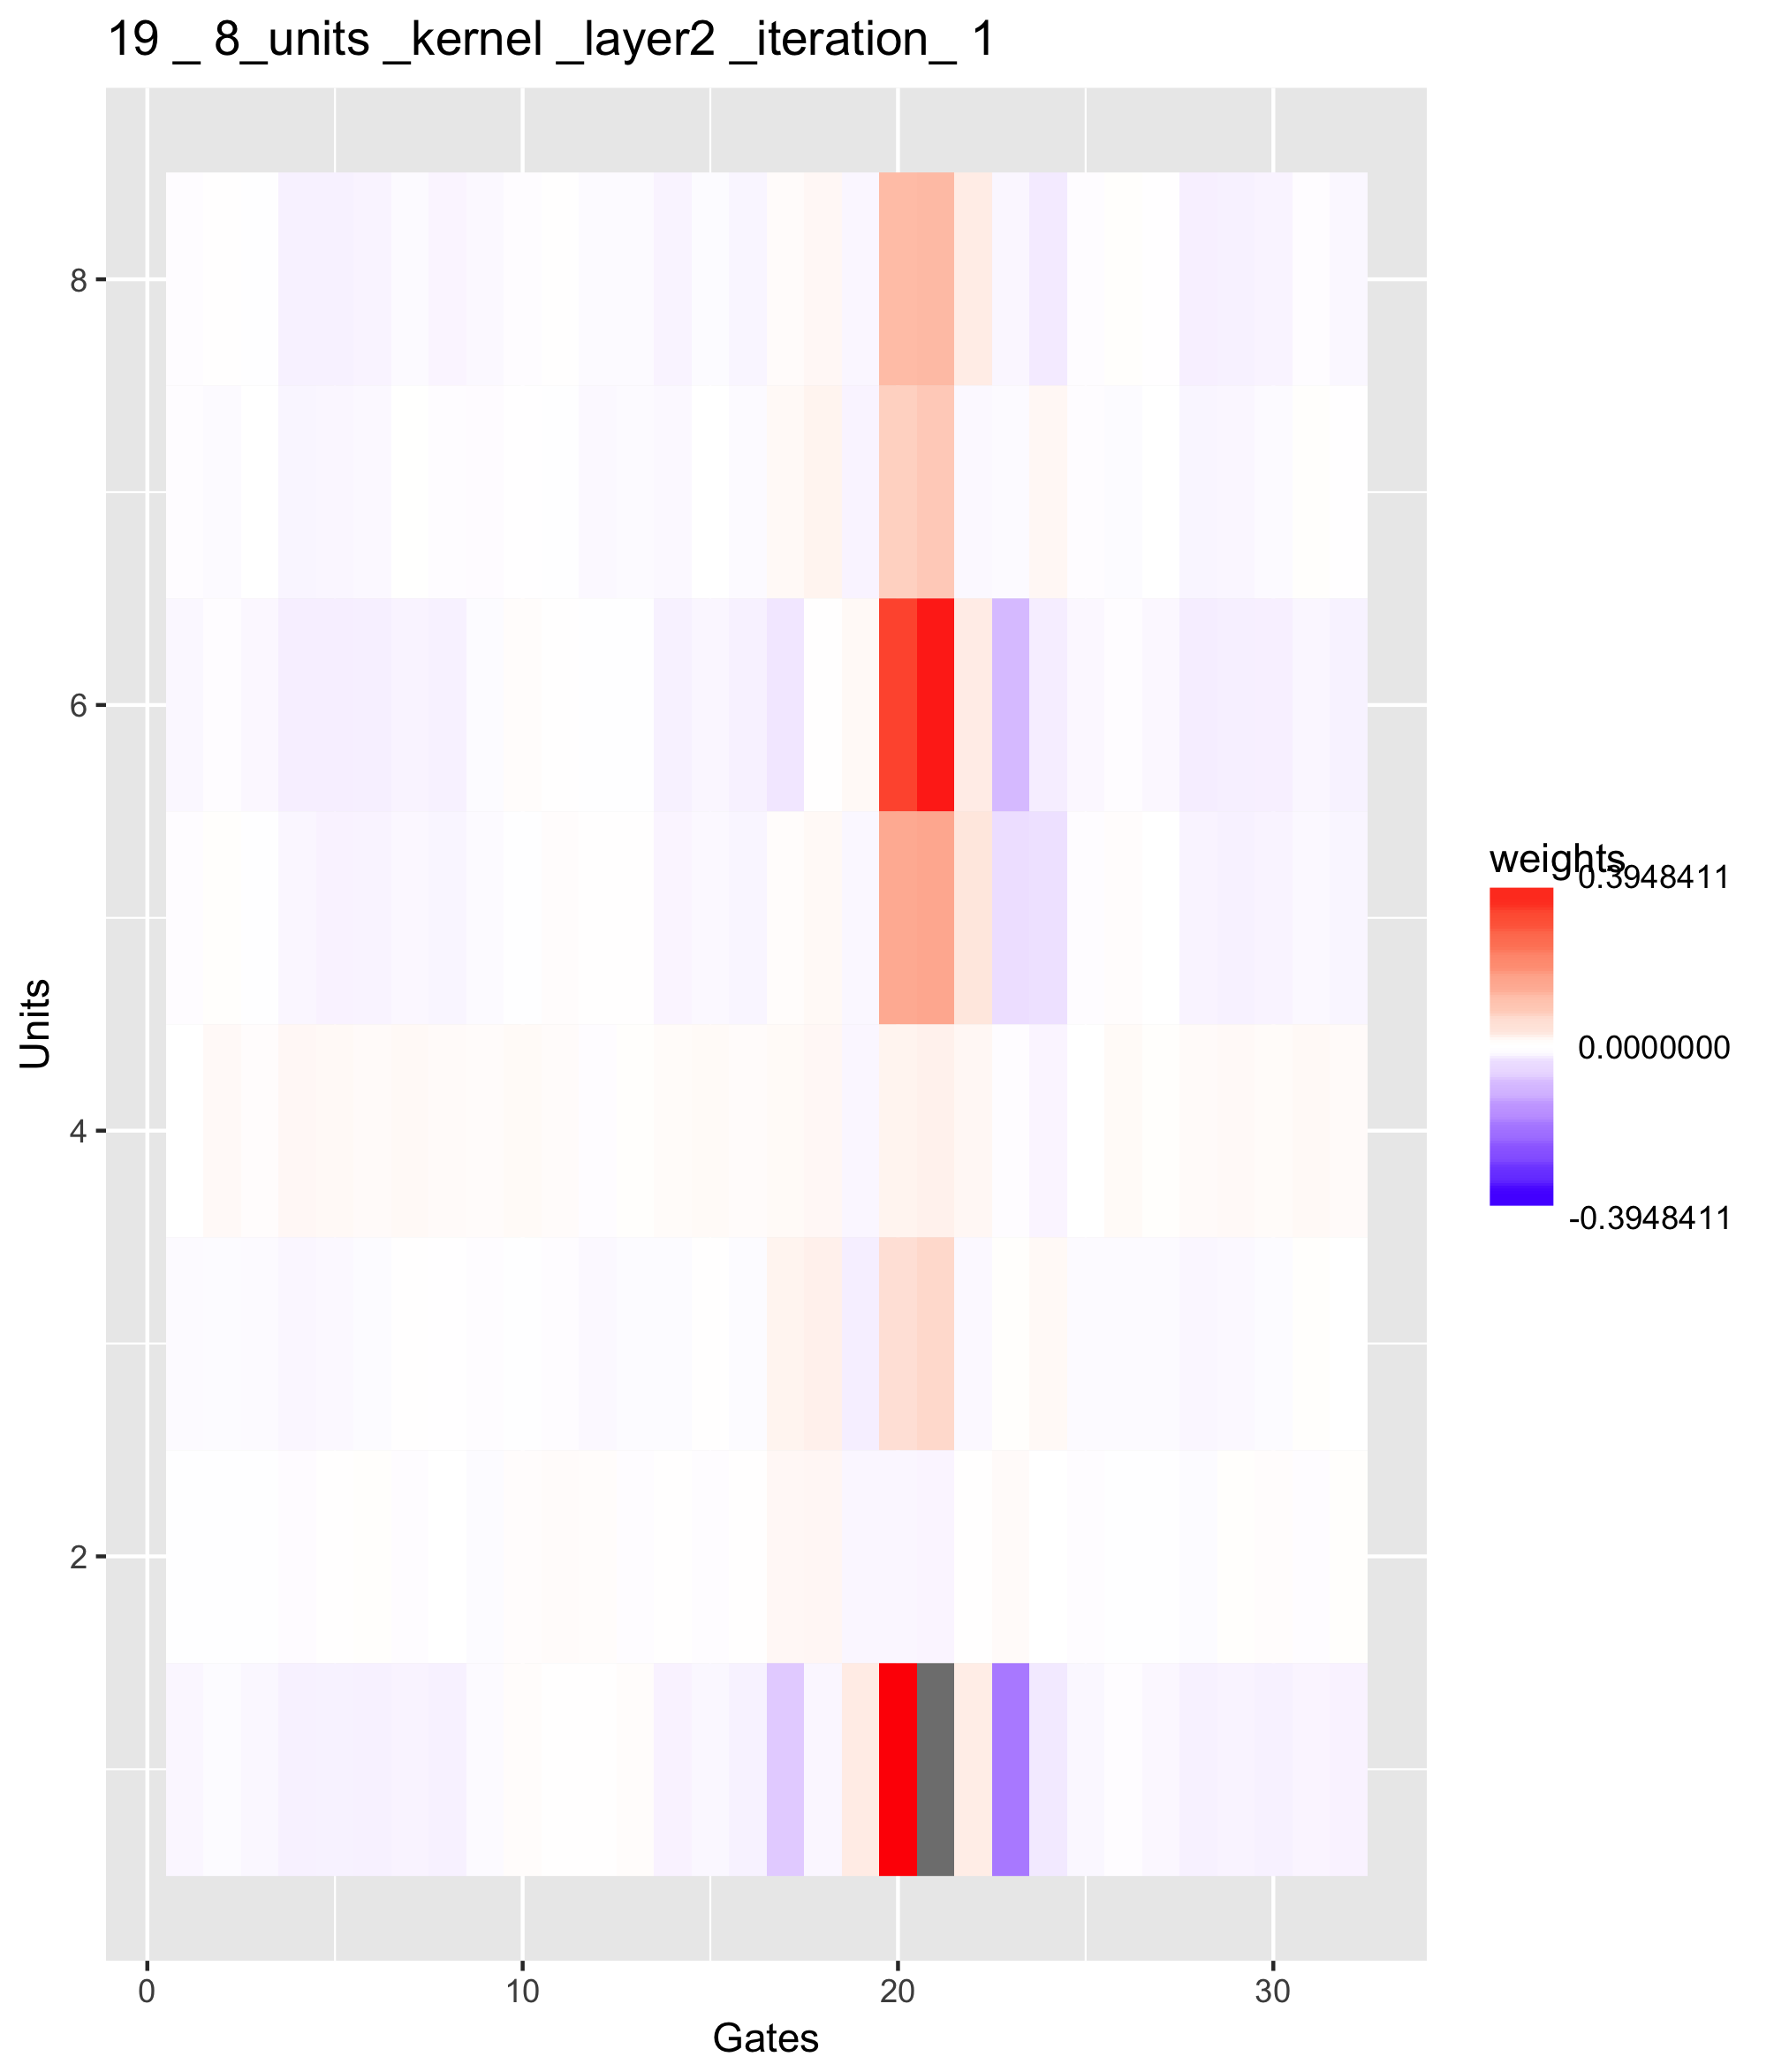 19 _ 8_units _kernel _layer2 _iteration_ 1
8
6
4
2
Units
0
10
20
30
Gates
weights
0.3948411
0.0000000
-0.3948411